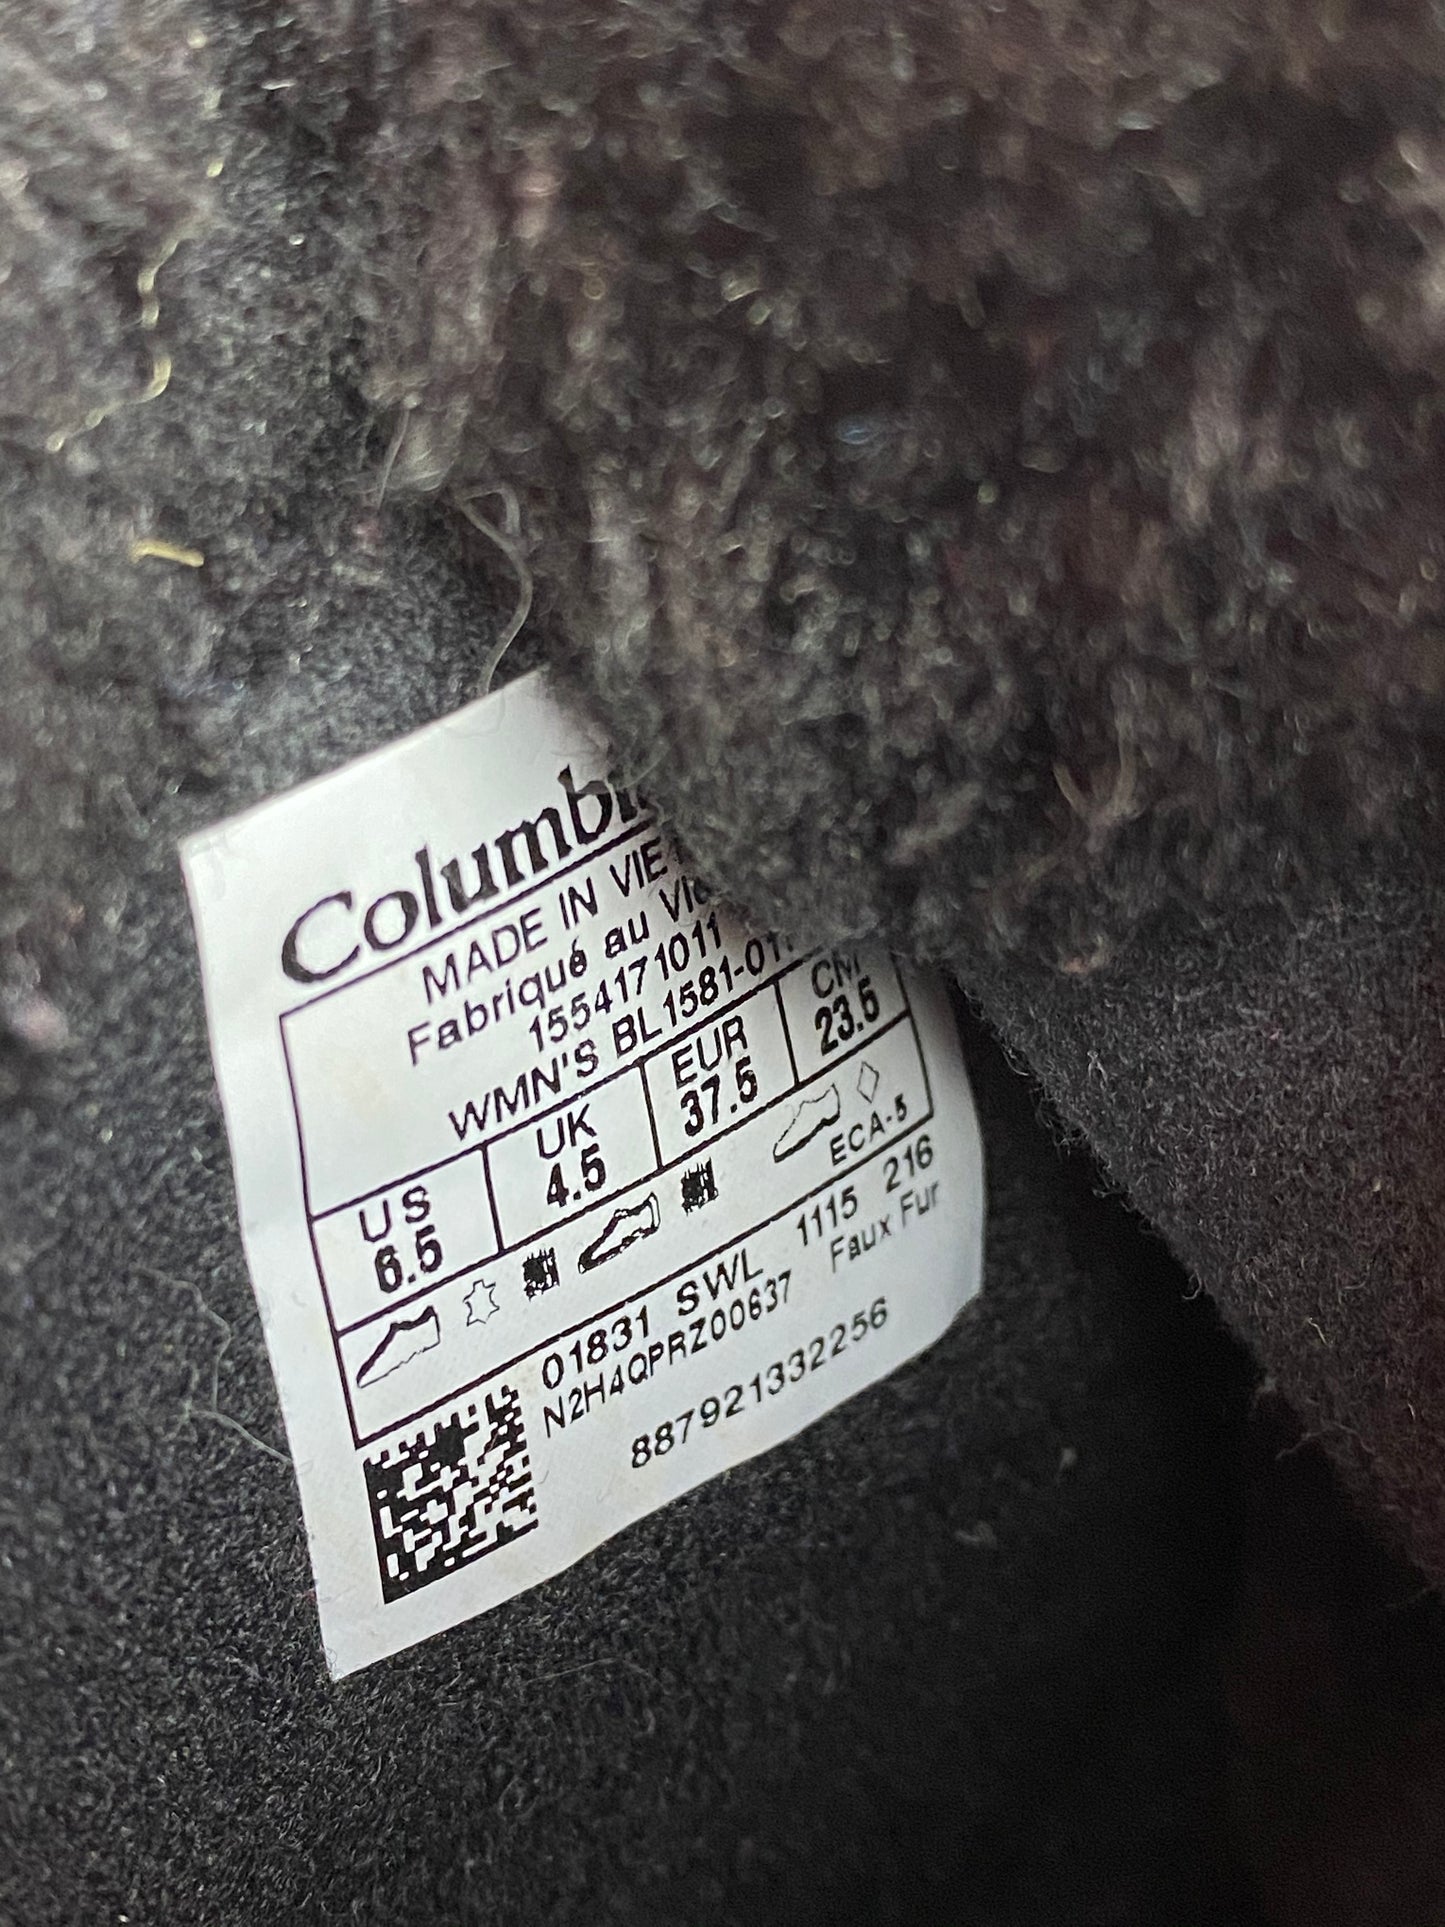 Columbi
MADE IN VIE
Fabriqué au Vi
1554171011
WMN'S BL1581-01
US UK EUR CM
6.5 4.5 37.5 23.5
ECA-5
01831 SWL 1115 216
N2H4QPRZ00637 Faux Fur
887921332256